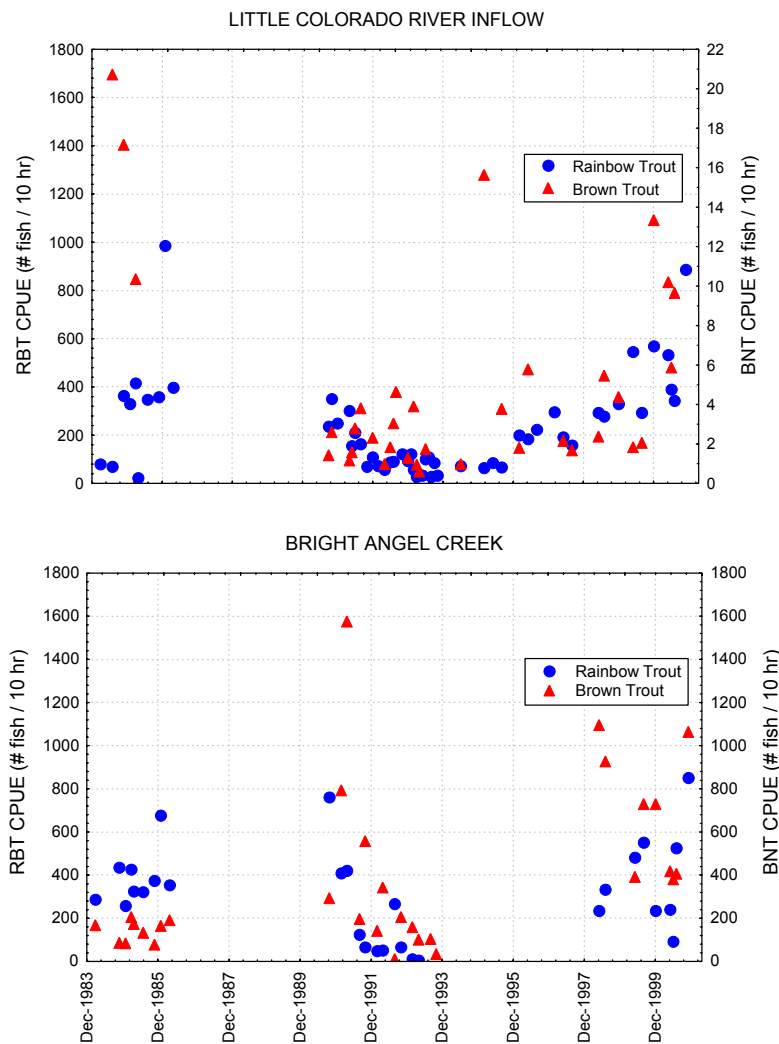 LITTLE COLORADO RIVER INFLOW
RBT CPUE (# fish / 10 hr)
1800
1600
1400
1200
1000
800
600
400
200
0
Rainbow Trout
Brown Trout
22
20
18
16
14
12
10
8
6
4
2
0
BNT CPUE (# fish / 10 hr)
BRIGHT ANGEL CREEK
RBT CPUE (# fish / 10 hr)
1800
1600
1400
1200
1000
800
600
400
200
0
Rainbow Trout
Brown Trout
1800
1600
1400
1200
1000
800
600
400
200
0
BNT CPUE (# fish / 10 hr)
Dec-1983
Dec-1985
Dec-1987
Dec-1989
Dec-1991
Dec-1993
Dec-1995
Dec-1997
Dec-1999